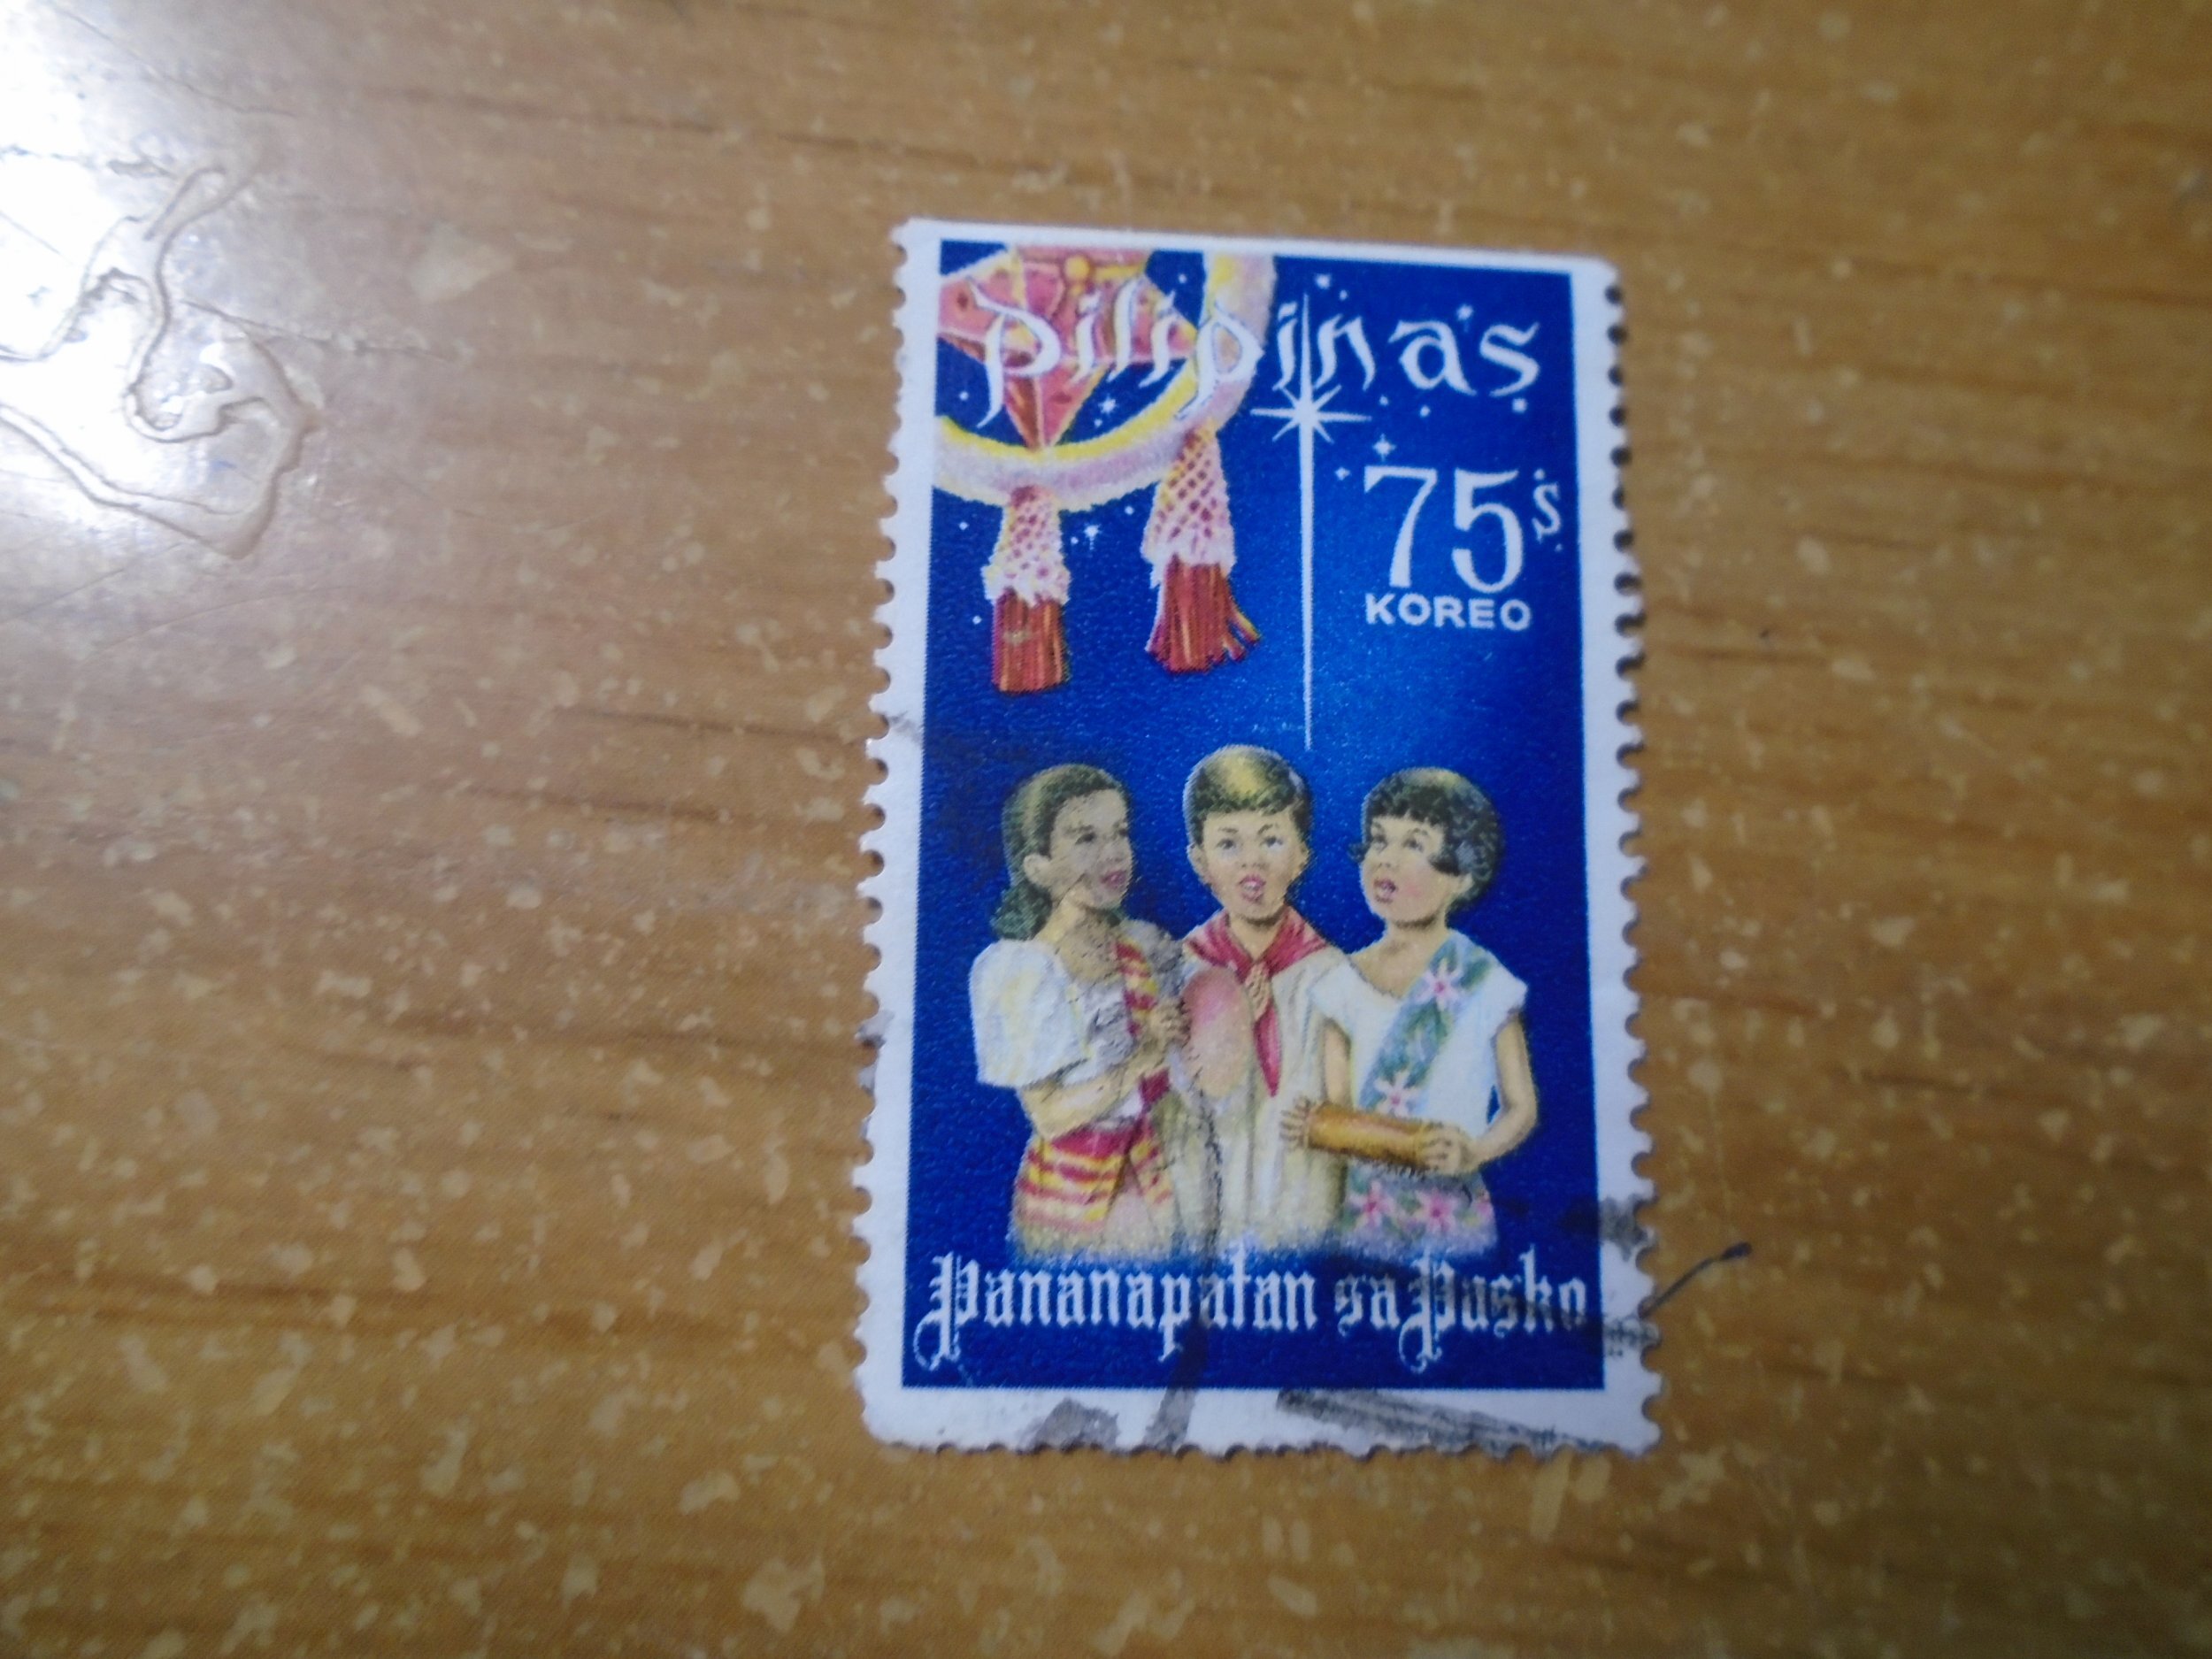 pilipinas
75s
KOREO
Pananapatan sa Pasko